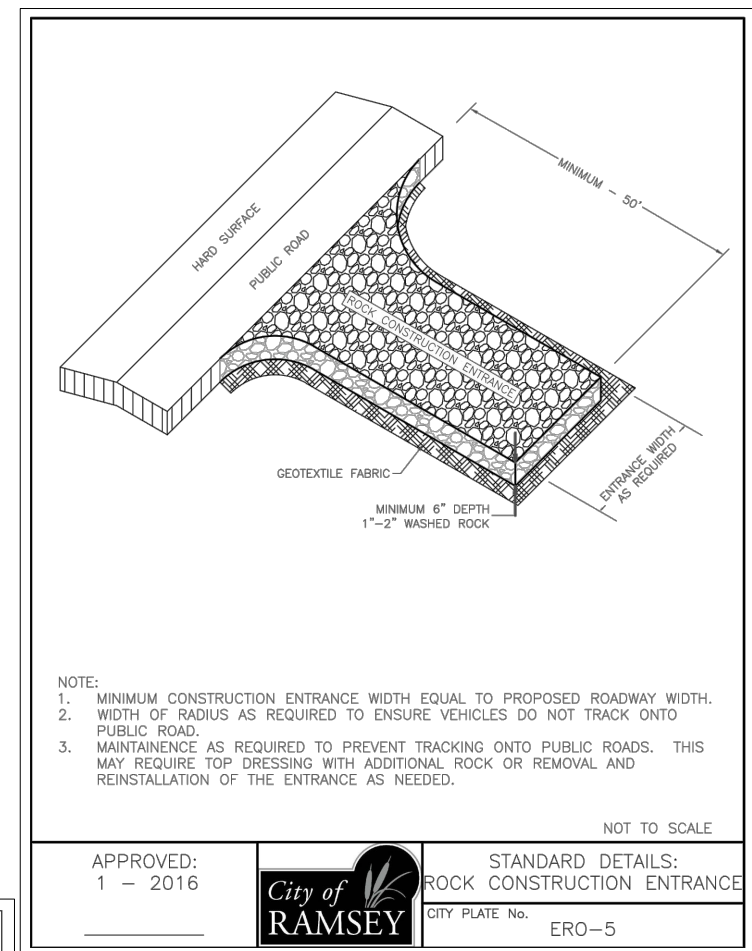 MINIMUM - 50'
HARD SURFACE
PUBLIC ROAD
ROCK CONSTRUCTION ENTRANCE
GEOTEXTILE FABRIC
ENTRANCE WIDTH
AS REQUIRED
MINIMUM 6" DEPTH
1"-2" WASHED ROCK
NOTE:
1. MINIMUM CONSTRUCTION ENTRANCE WIDTH EQUAL TO PROPOSED ROADWAY WIDTH.
2. WIDTH OF RADIUS AS REQUIRED TO ENSURE VEHICLES DO NOT TRACK ONTO
PUBLIC ROAD.
3. MAINTAINENCE AS REQUIRED TO PREVENT TRACKING ONTO PUBLIC ROADS. THIS
MAY REQUIRE TOP DRESSING WITH ADDITIONAL ROCK OR REMOVAL AND
REINSTALLATION OF THE ENTRANCE AS NEEDED.
NOT TO SCALE
APPROVED:
1 - 2016
City of
RAMSEY
STANDARD DETAILS:
ROCK CONSTRUCTION ENTRANCE
CITY PLATE No.
ERO-5